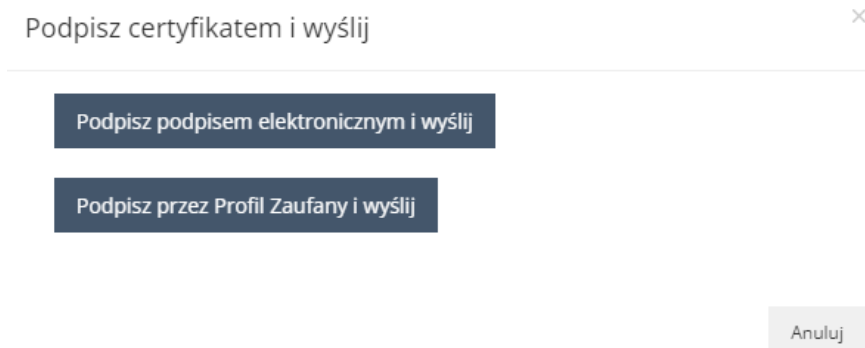 Podpisz certyfikatem i wyślij
Podpisz podpisem elektronicznym i wyślij
Podpisz przez Profil Zaufany i wyślij
Anuluj